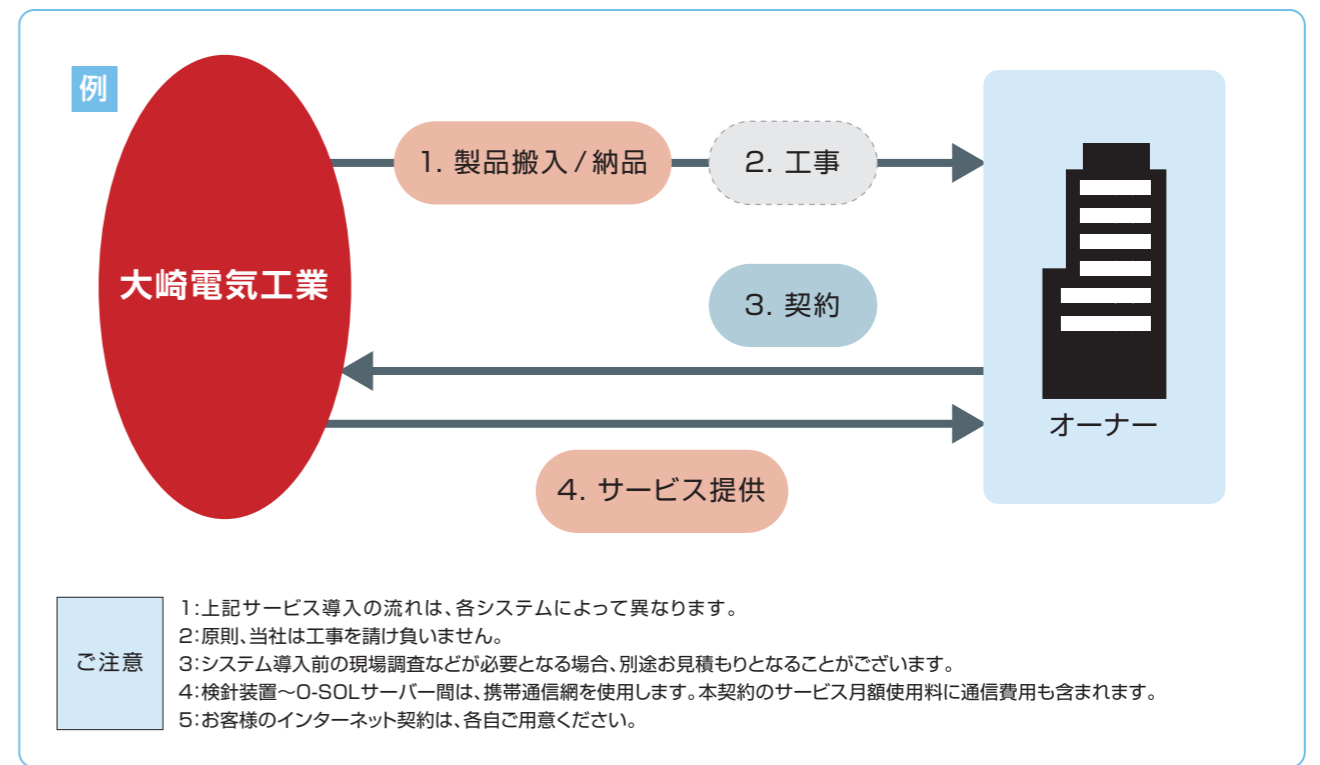 例
1. 製品搬入/納品
2. 工事
大崎電気工業
3. 契約
オーナー
4. サービス提供
ご注意
1:上記サービス導入の流れは、各システムによって異なります。
2:原則、当社は工事を請け負いません。
3:システム導入前の現場調査などが必要となる場合、別途お見積もりとなることがございます。
4:検針装置～O-SOLサーバー間は、携帯通信網を使用します。本契約のサービス月額使用料に通信費用も含まれます。
5:お客様のインターネット契約は、各自ご用意ください。